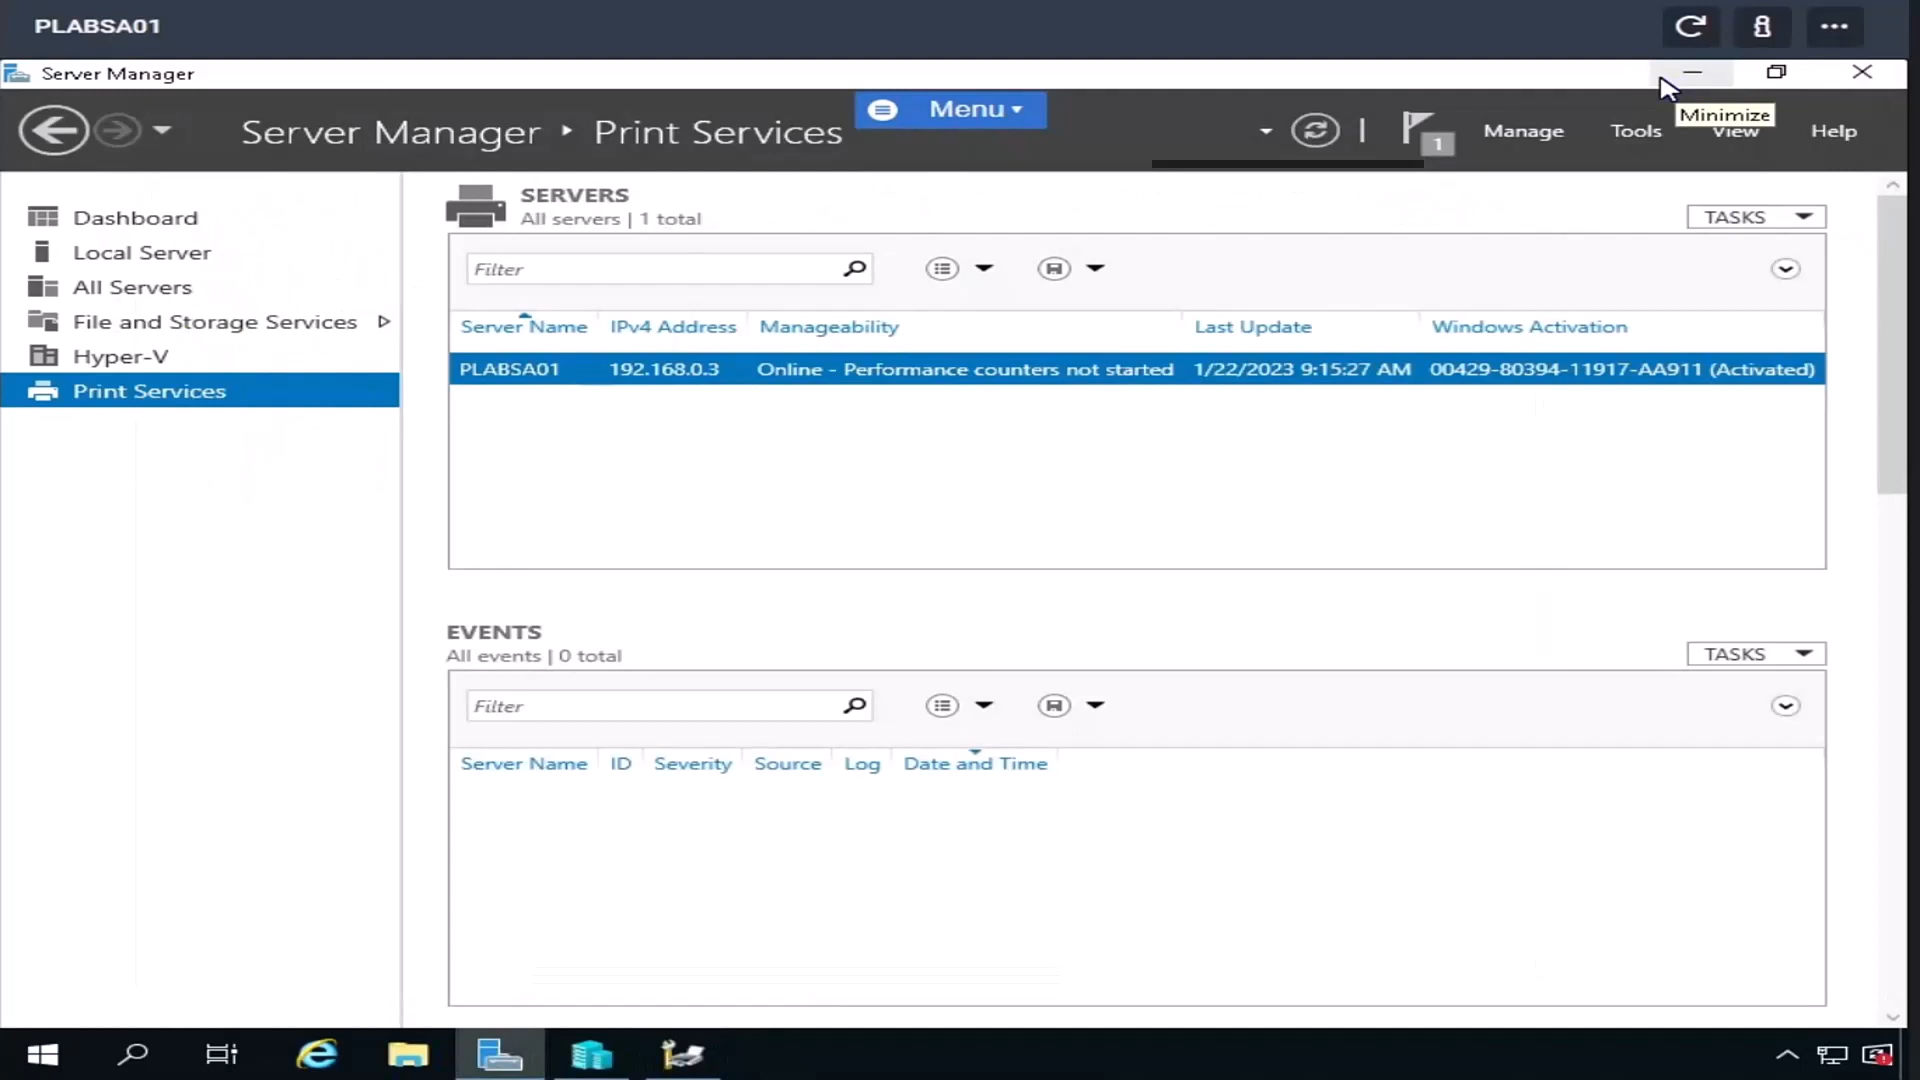 PLABSA01
Server Manager
Minimize
Server Manager ‣ Print Services
Menu
1
Manage
Tools
View
Help
Dashboard
Local Server
All Servers
File and Storage Services
Hyper-V
Print Services
SERVERS
All servers | 1 total
TASKS
Filter
Server Name IPv4 Address Manageability Last Update Windows Activation
PLABSA01 192.168.0.3 Online - Performance counters not started 1/22/2023 9:15:27 AM 00429-80394-11917-AA911 (Activated)
EVENTS
All events | 0 total
TASKS
Filter
Server Name ID Severity Source Log Date and Time